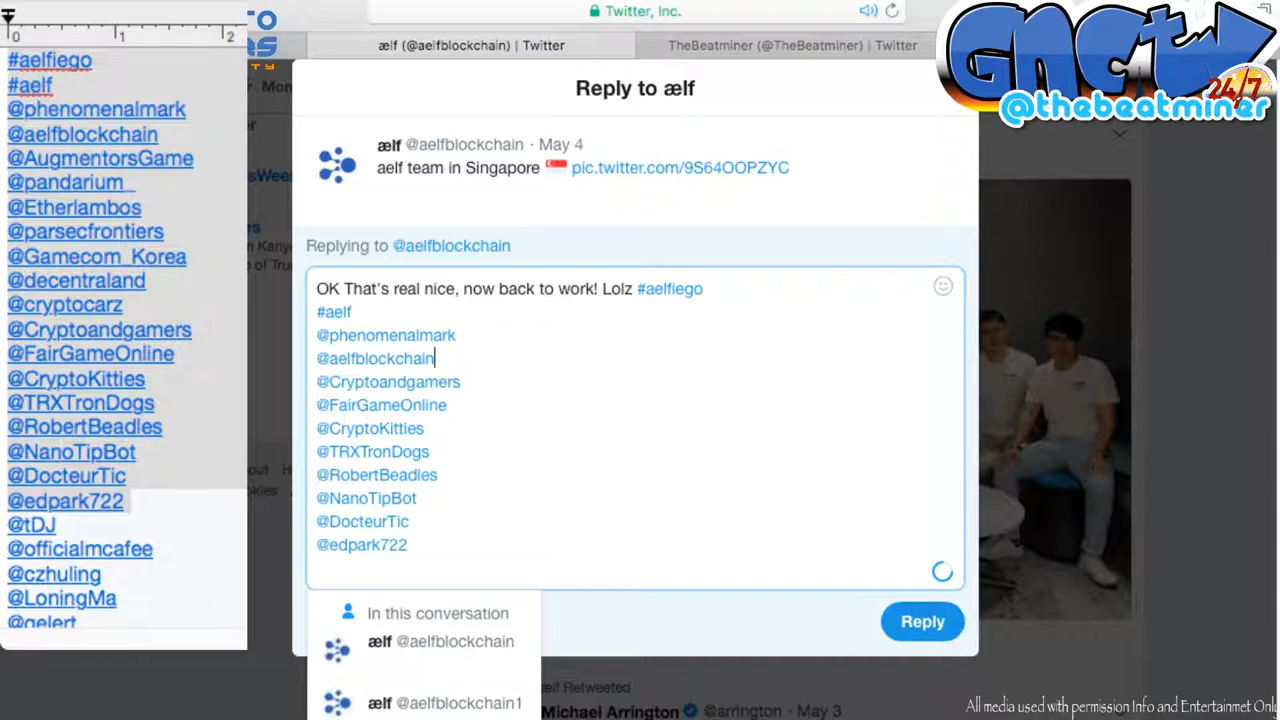 0 1 2
#aelfiego
#aelf
@phenomenalmark
@aelfblockchain
@AugmentorsGame
@pandarium_
@Etherlambos
@parsecfrontiers
@Gamecom_Korea
@decentraland
@cryptocarz
@Cryptoandgamers
@FairGameOnline
@CryptoKitties
@TRXTronDogs
@RobertBeadles
@NanoTipBot
@DocteurTic
@edpark722
@tDJ
@officialmcafee
@czhuling
@LoningMa
@gelert
Twitter, Inc.
ælf (@aelfblockchain) | Twitter
TheBeatminer (@TheBeatminer) | Twitter
GNCTV
24/7
@thebeatminer
Reply to ælf
ælf @aelfblockchain · May 4
aelf team in Singapore 🇸🇬 pic.twitter.com/9S64OOPZYC
Replying to @aelfblockchain
OK That's real nice, now back to work! Lolz #aelfiego
#aelf
@phenomenalmark
@aelfblockchain
@Cryptoandgamers
@FairGameOnline
@CryptoKitties
@TRXTronDogs
@RobertBeadles
@NanoTipBot
@DocteurTic
@edpark722
In this conversation
ælf @aelfblockchain
ælf @aelfblockchain1
Reply
ælf Retweeted
Michael Arrington @arrington · May 3
All media used with permission Info and Entertainmet Onl